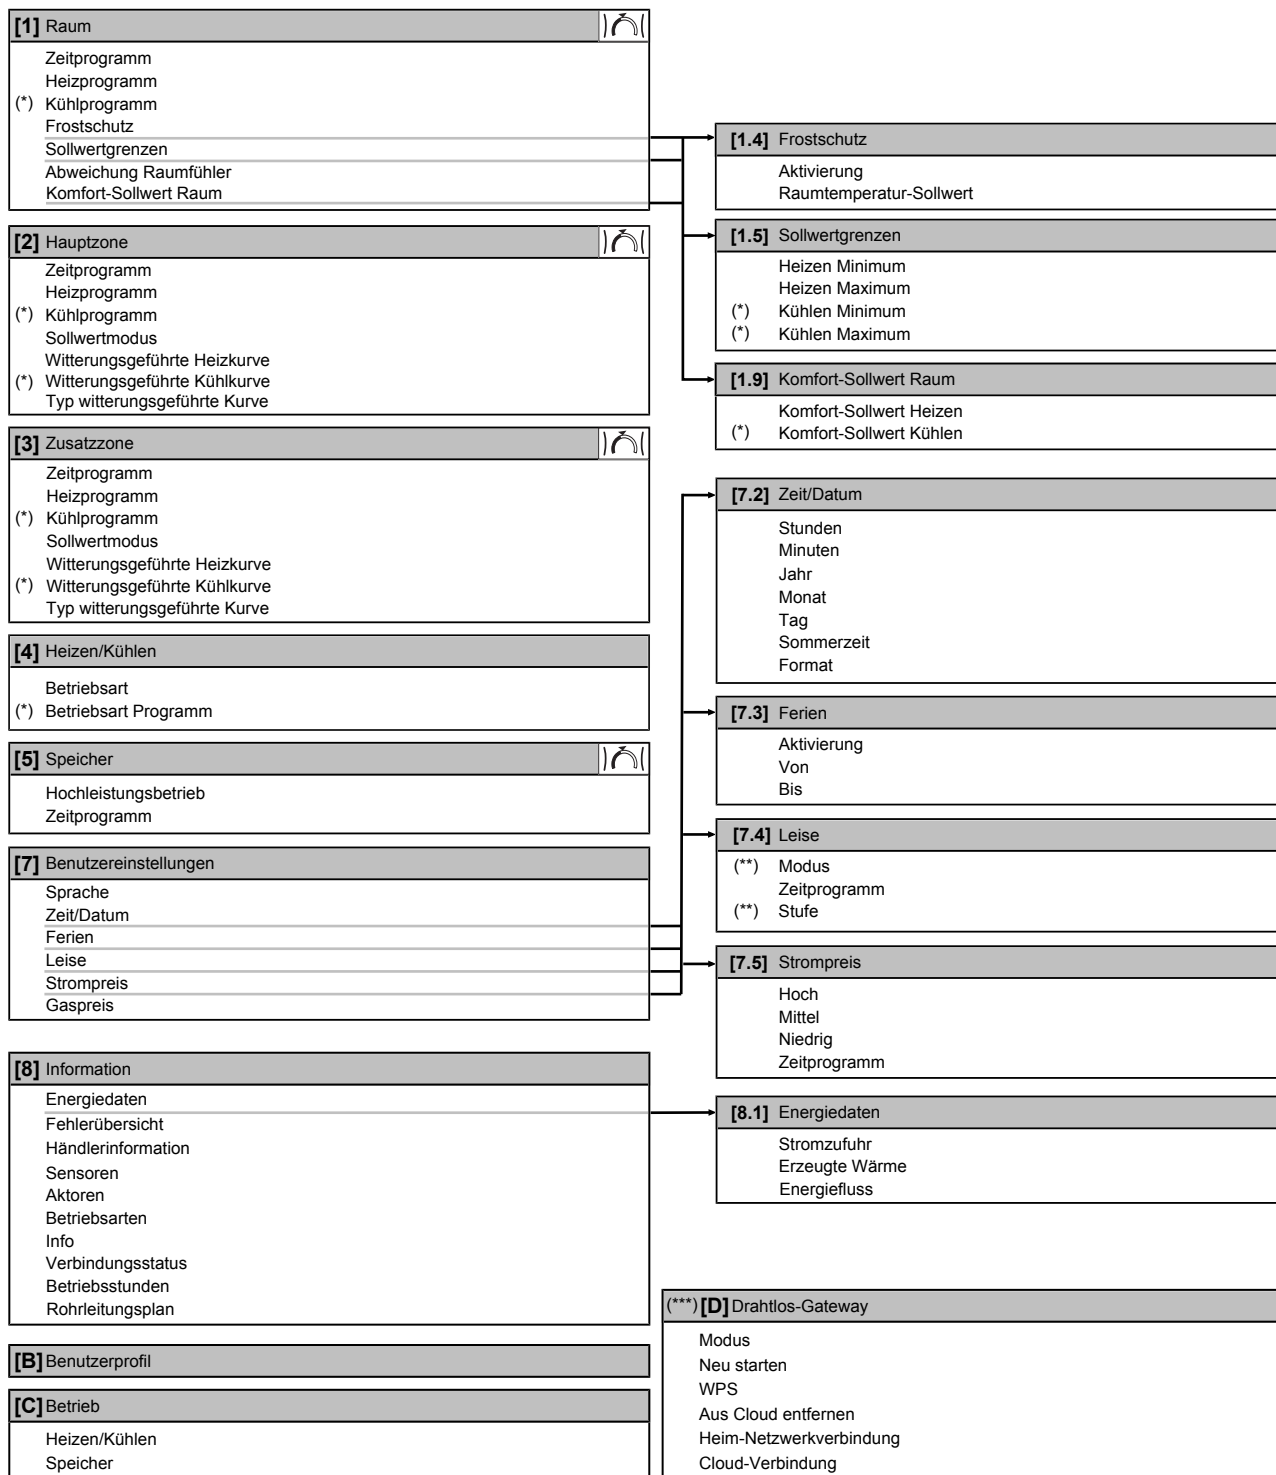 [1] Raum
Zeitprogramm
Heizprogramm
(*) Kühlprogramm
Frostschutz
Sollwertgrenzen
Abweichung Raumfühler
Komfort-Sollwert Raum
[2] Hauptzone
Zeitprogramm
Heizprogramm
(*) Kühlprogramm
Sollwertmodus
Witterungsgeführte Heizkurve
(*) Witterungsgeführte Kühlkurve
Typ witterungsgeführte Kurve
[3] Zusatzzone
Zeitprogramm
Heizprogramm
(*) Kühlprogramm
Sollwertmodus
Witterungsgeführte Heizkurve
(*) Witterungsgeführte Kühlkurve
Typ witterungsgeführte Kurve
[4] Heizen/Kühlen
Betriebsart
(*) Betriebsart Programm
[5] Speicher
Hochleistungsbetrieb
Zeitprogramm
[7] Benutzereinstellungen
Sprache
Zeit/Datum
Ferien
Leise
Strompreis
Gaspreis
[8] Information
Energiedaten
Fehlerübersicht
Händlerinformation
Sensoren
Aktoren
Betriebsarten
Info
Verbindungsstatus
Betriebsstunden
Rohrleitungsplan
[B] Benutzerprofil
[C] Betrieb
Heizen/Kühlen
Speicher
[1.4] Frostschutz
Aktivierung
Raumtemperatur-Sollwert
[1.5] Sollwertgrenzen
Heizen Minimum
Heizen Maximum
(*) Kühlen Minimum
(*) Kühlen Maximum
[1.9] Komfort-Sollwert Raum
Komfort-Sollwert Heizen
(*) Komfort-Sollwert Kühlen
[7.2] Zeit/Datum
Stunden
Minuten
Jahr
Monat
Tag
Sommerzeit
Format
[7.3] Ferien
Aktivierung
Von
Bis
[7.4] Leise
(**) Modus
Zeitprogramm
(**) Stufe
[7.5] Strompreis
Hoch
Mittel
Niedrig
Zeitprogramm
[8.1] Energiedaten
Stromzufuhr
Erzeugte Wärme
Energiefluss
(***) [D] Drahtlos-Gateway
Modus
Neu starten
WPS
Aus Cloud entfernen
Heim-Netzwerkverbindung
Cloud-Verbindung